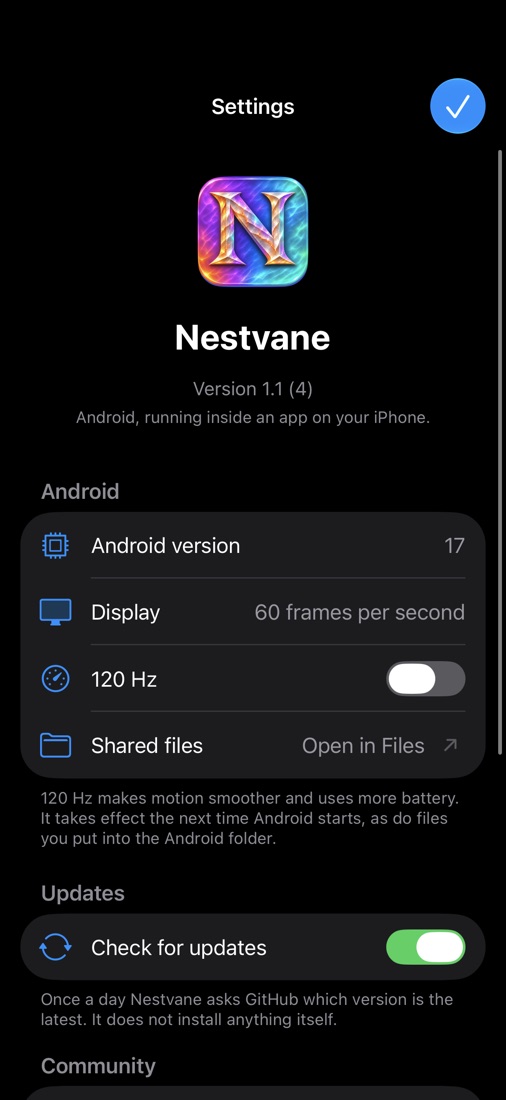 Settings
N
Nestvane
Version 1.1 (4)
Android, running inside an app on your iPhone.
Android
Android version 17
Display 60 frames per second
120 Hz
Shared files Open in Files
120 Hz makes motion smoother and uses more battery.
It takes effect the next time Android starts, as do files
you put into the Android folder.
Updates
Check for updates
Once a day Nestvane asks GitHub which version is the
latest. It does not install anything itself.
Community